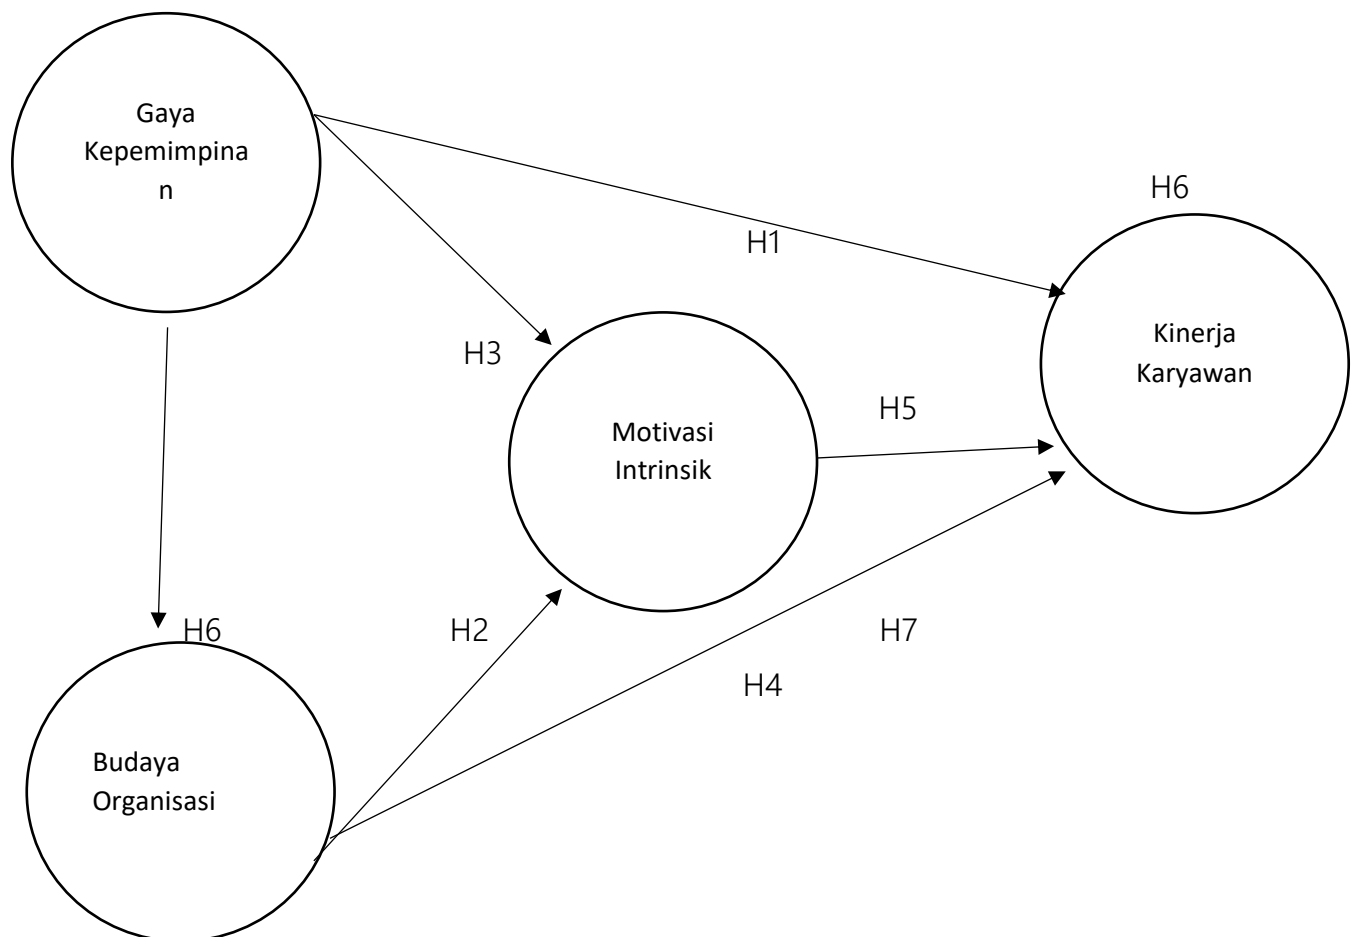 Gaya
Kepemimpina
n
H6
H1
Kinerja
Karyawan
H3
H5
Motivasi
Intrinsik
H6
H2
H7
H4
Budaya
Organisasi